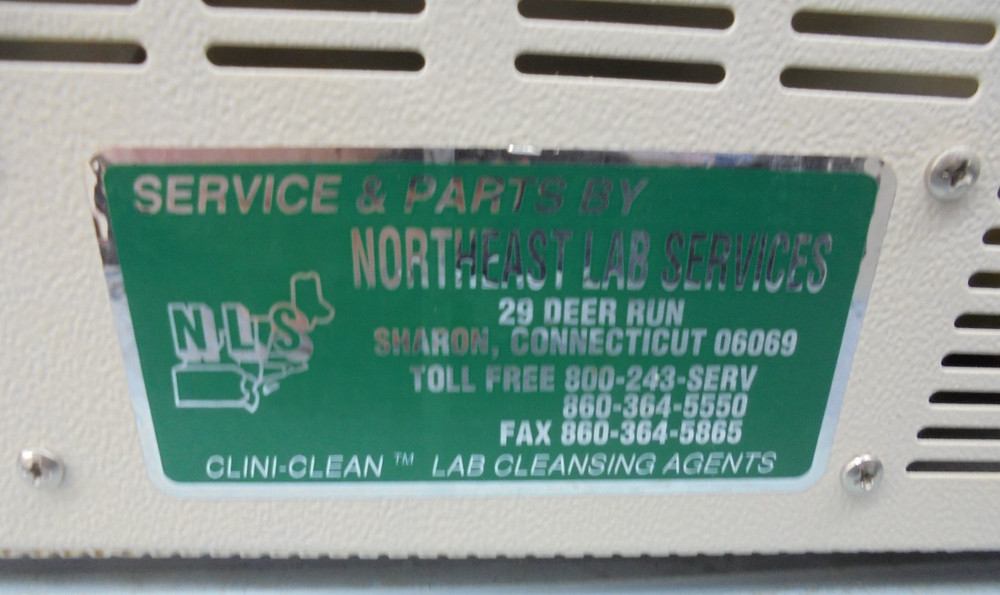 SERVICE & PARTS BY
NORTHEAST LAB SERVICES
29 DEER RUN
SHARON, CONNECTICUT 06069
NLS
TOLL FREE 800-243-SERV
860-364-5550
FAX 860-364-5865
CLINI-CLEAN ™ LAB CLEANSING AGENTS